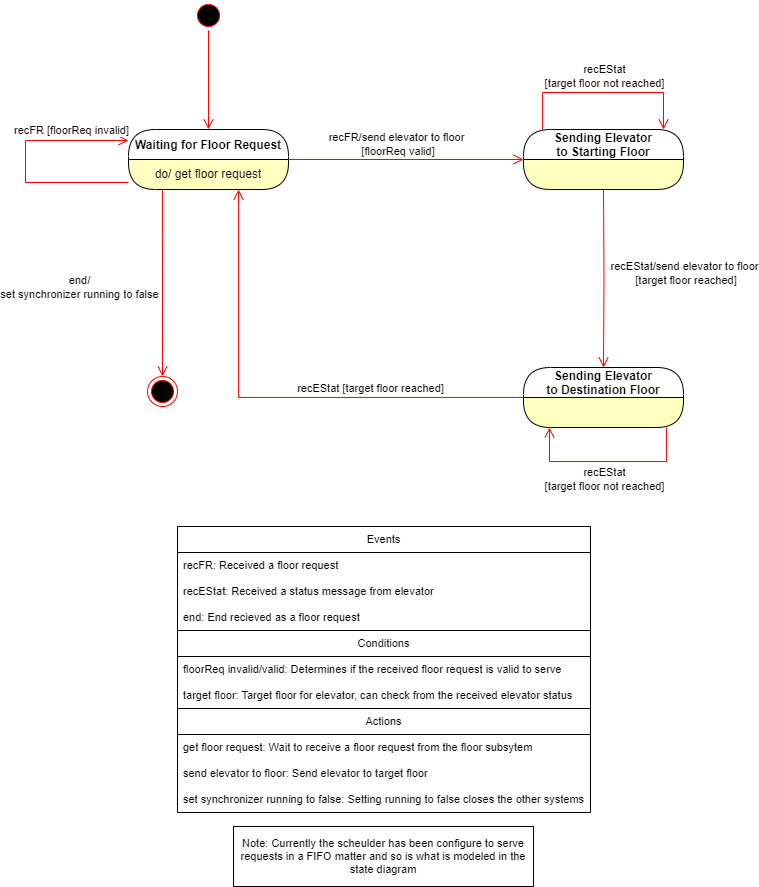 recEStat
[target floor not reached]
recFR [floorReq invalid]
Waiting for Floor Request
do/ get floor request
recFR/send elevator to floor
[floorReq valid]
Sending Elevator
to Starting Floor
end/
set synchronizer running to false
recEStat/send elevator to floor
[target floor reached]
recEStat [target floor reached]
Sending Elevator
to Destination Floor
recEStat
[target floor not reached]
Events
recFR: Received a floor request
recEStat: Received a status message from elevator
end: End recieved as a floor request
Conditions
floorReq invalid/valid: Determines if the received floor request is valid to serve
target floor: Target floor for elevator, can check from the received elevator status
Actions
get floor request: Wait to receive a floor request from the floor subsytem
send elevator to floor: Send elevator to target floor
set synchronizer running to false: Setting running to false closes the other systems
Note: Currently the scheulder has been configure to serve
requests in a FIFO matter and so is what is modeled in the
state diagram